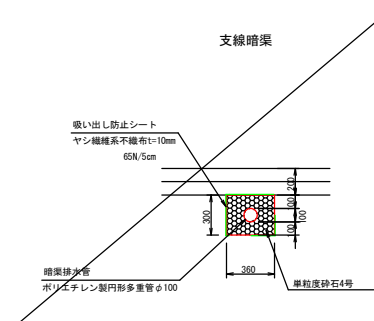 支線暗渠
吸い出し防止シート
ヤシ繊維系不織布t=10mm
65N/5cm
200
100
100
100
300
360
暗渠排水管
ポリエチレン製円形多重管φ100
単粒度砕石4号